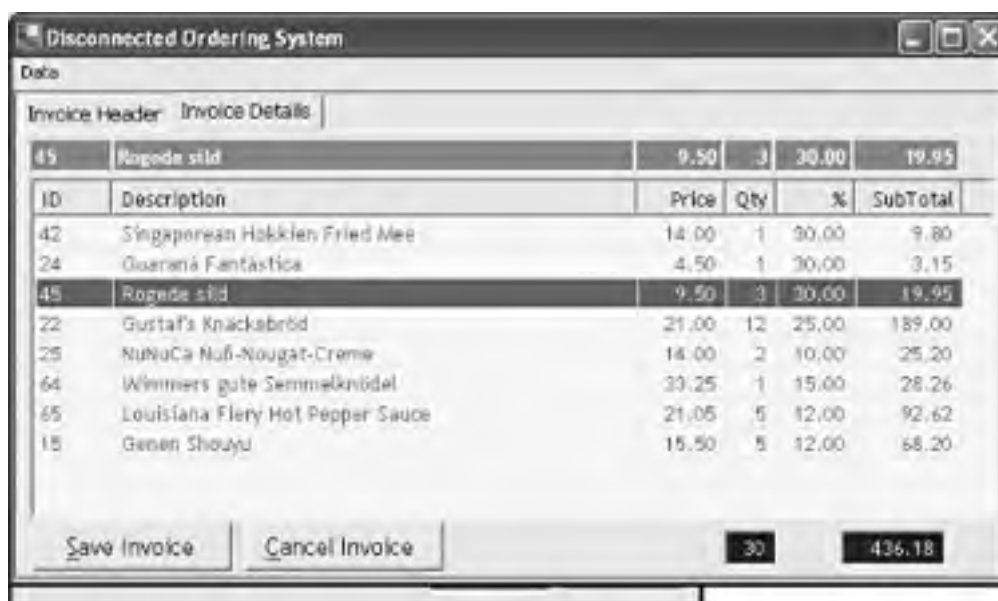 Disconnected Ordering System
Data
Invoice Header Invoice Details
45 Rogede sild 9.50 3 30.00 19.95
ID Description Price Qty % SubTotal
42 Singaporean Hokkien Fried Mee 14.00 1 30.00 9.80
24 Guaraná Fantástica 4.50 1 30.00 3.15
45 Rogede sild 9.50 3 30.00 19.95
22 Gustaf's Knäckebröd 21.00 12 25.00 189.00
25 NuNuCa Nuß-Nougat-Creme 14.00 2 10.00 25.20
64 Wimmers gute Semmelknödel 33.25 1 15.00 28.26
65 Louisiana Fiery Hot Pepper Sauce 21.05 5 12.00 92.62
15 Genen Shouyu 15.50 5 12.00 68.20
Save Invoice Cancel Invoice 30 436.18